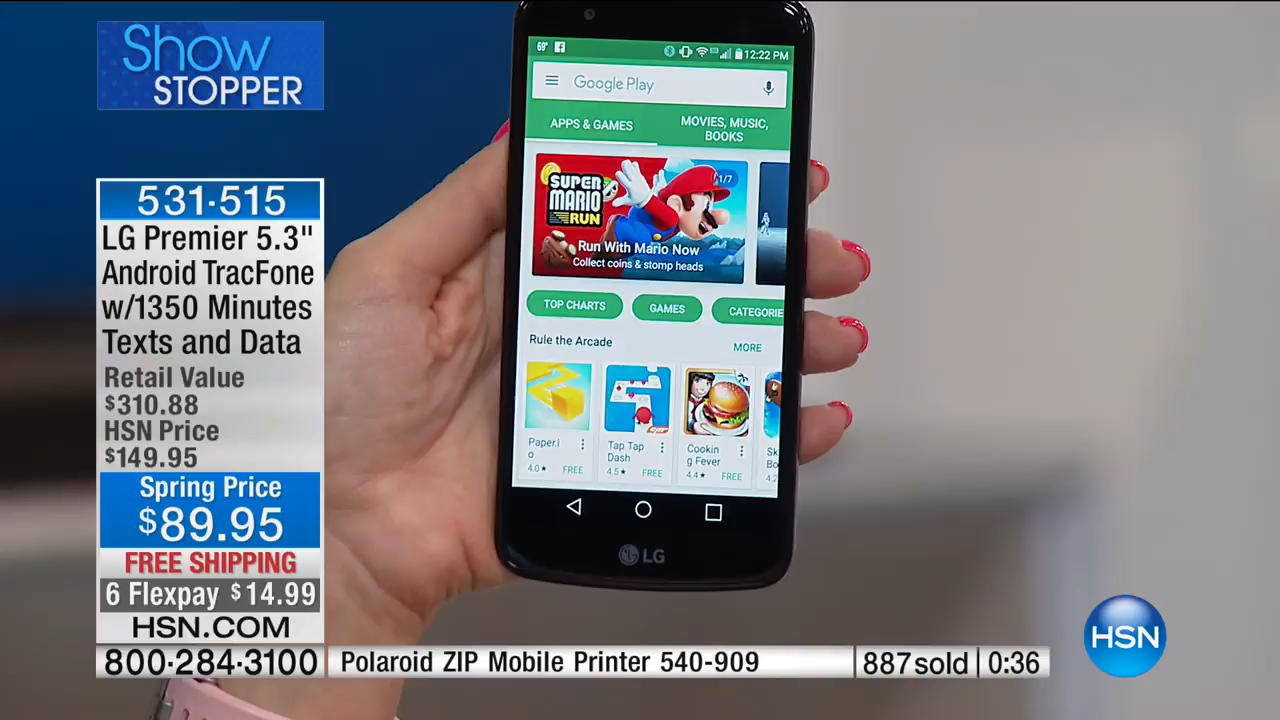 Show
STOPPER
531-515
LG Premier 5.3"
Android TracFone
w/1350 Minutes
Texts and Data
Retail Value
$310.88
HSN Price
$149.95
Spring Price
$89.95
FREE SHIPPING
6 Flexpay $14.99
HSN.COM
800-284-3100
Polaroid ZIP Mobile Printer 540-909
887 sold
0:36
HSN
69°
12:22 PM
Google Play
APPS & GAMES
MOVIES, MUSIC,
BOOKS
1/7
SUPER
MARIO
RUN
Run With Mario Now
Collect coins & stomp heads
TOP CHARTS
GAMES
CATEGORIE
Rule the Arcade
MORE
Paper.i
o
4.0★
FREE
Tap Tap
Dash
4.5★
FREE
Cookin
g Fever
4.4★
FREE
Sk
Bo
4.2
LG